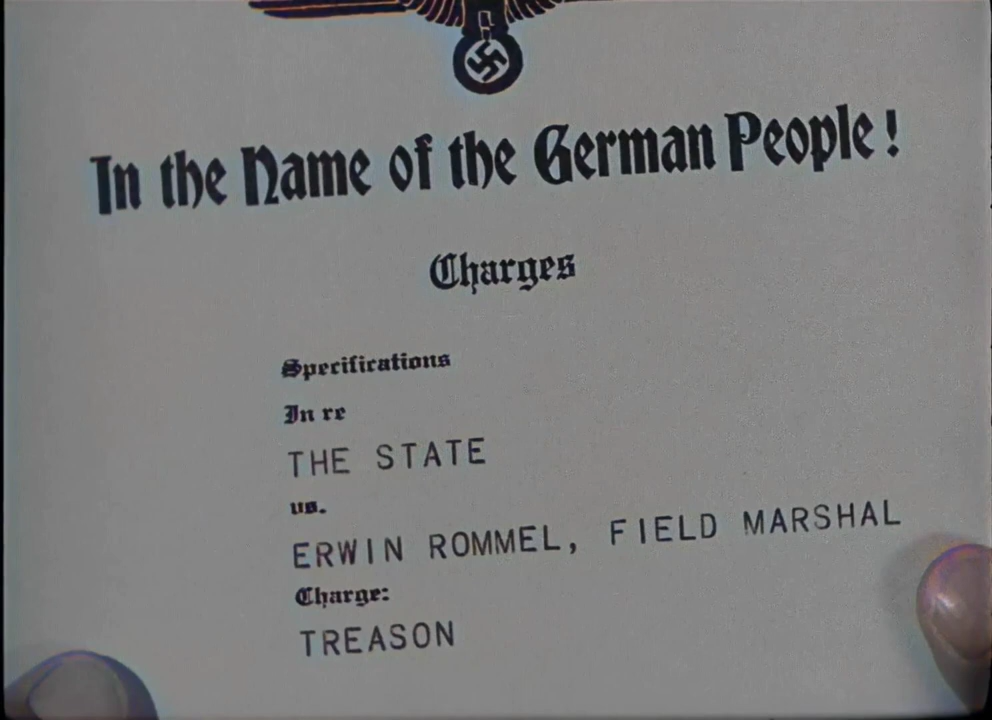 In the Name of the German People!
Charges
Specifications
In re
THE STATE
vs.
ERWIN ROMMEL, FIELD MARSHAL
Charge:
TREASON